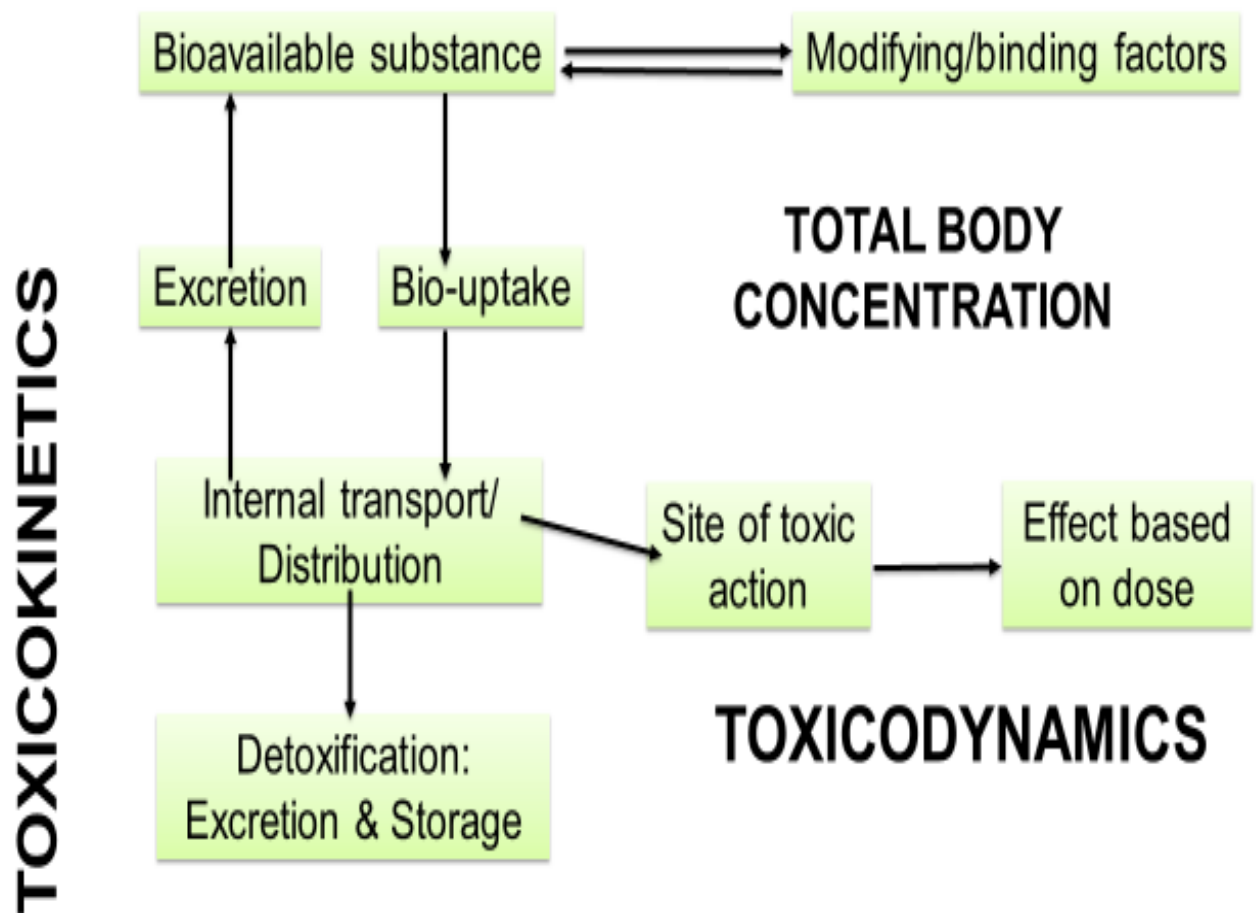 Bioavailable substance
Modifying/binding factors
TOTAL BODY
CONCENTRATION
Excretion
Bio-uptake
TOXICOKINETICS
Internal transport/
Distribution
Site of toxic
action
Effect based
on dose
TOXICODYNAMICS
Detoxification:
Excretion & Storage